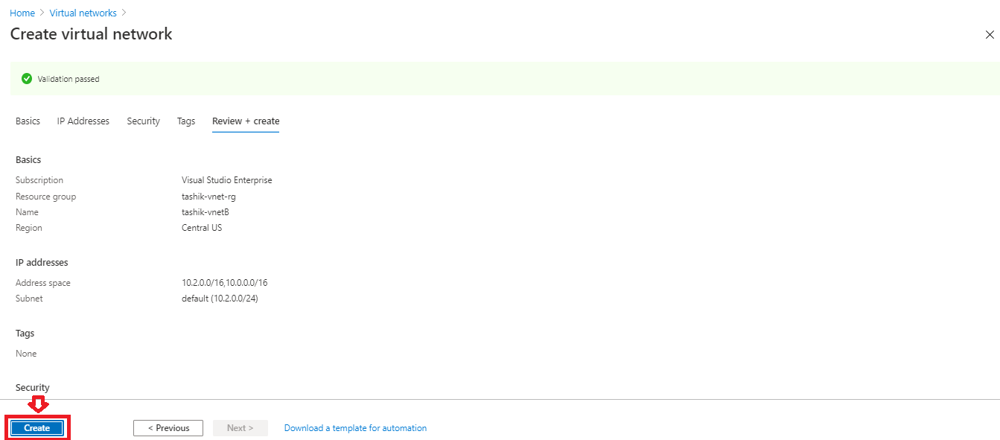 Home > Virtual networks >
Create virtual network
Validation passed
Basics IP Addresses Security Tags Review + create
Basics
Subscription Visual Studio Enterprise
Resource group tashik-vnet-rg
Name tashik-vnetB
Region Central US
IP addresses
Address space 10.2.0.0/16,10.0.0.0/16
Subnet default (10.2.0.0/24)
Tags
None
Security
Create < Previous Next > Download a template for automation